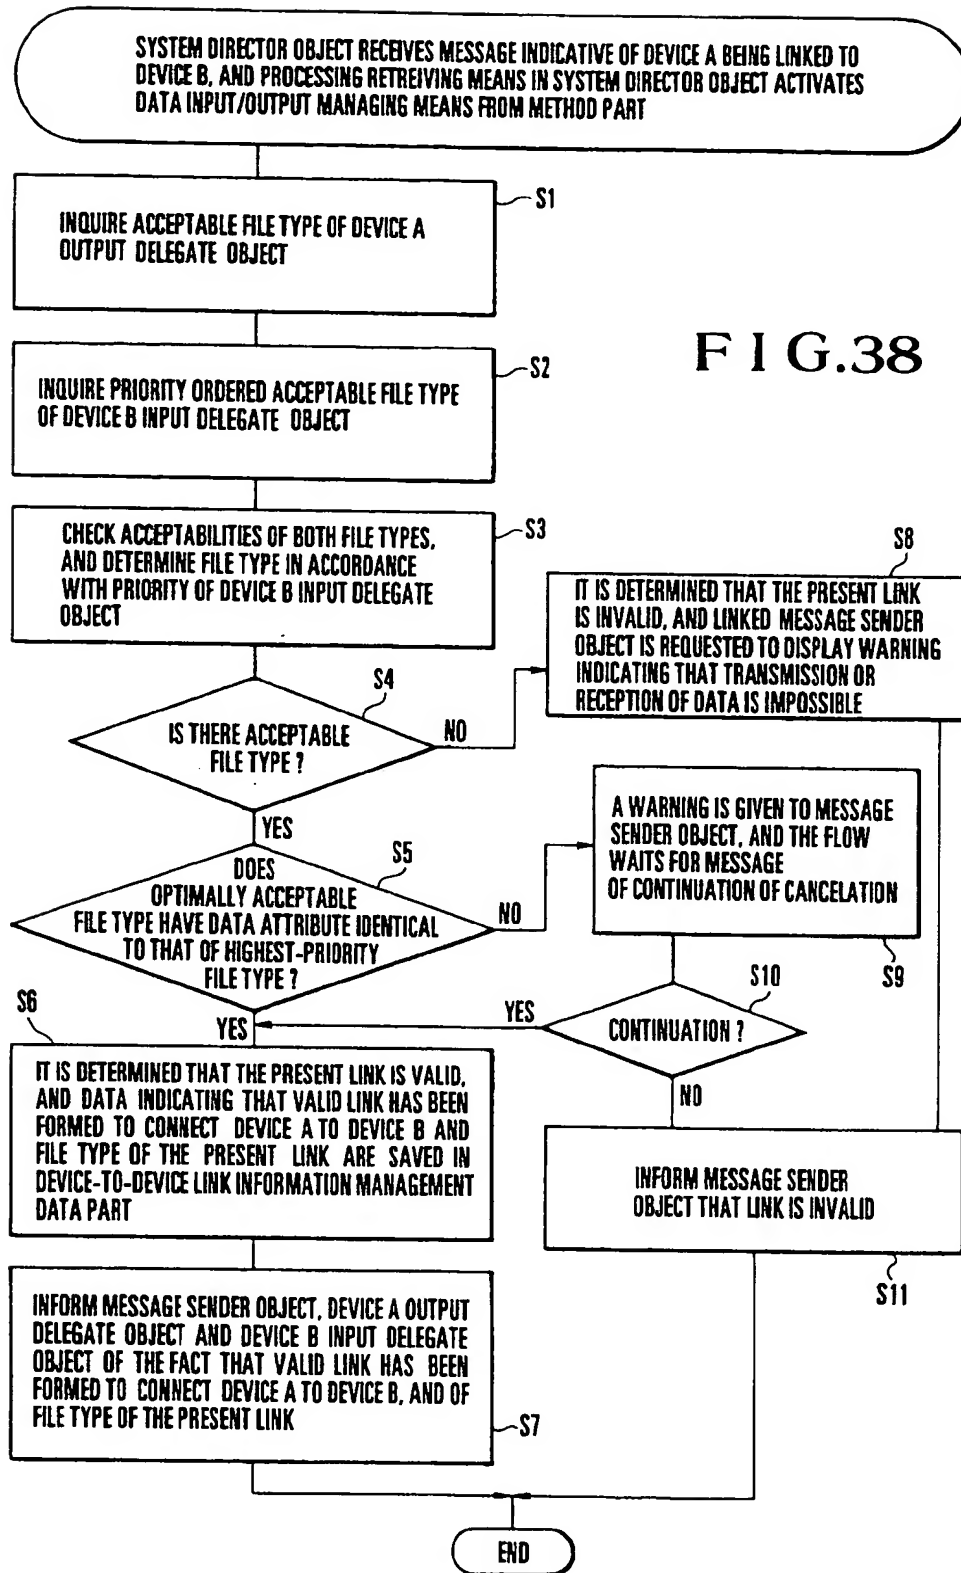 SYSTEM DIRECTOR OBJECT RECEIVES MESSAGE INDICATIVE OF DEVICE A BEING LINKED TO
DEVICE B, AND PROCESSING RETREIVING MEANS IN SYSTEM DIRECTOR OBJECT ACTIVATES
DATA INPUT/OUTPUT MANAGING MEANS FROM METHOD PART
S1
INQUIRE ACCEPTABLE FILE TYPE OF DEVICE A
OUTPUT DELEGATE OBJECT
FIG.38
S2
INQUIRE PRIORITY ORDERED ACCEPTABLE FILE TYPE
OF DEVICE B INPUT DELEGATE OBJECT
S3
CHECK ACCEPTABILITIES OF BOTH FILE TYPES,
AND DETERMINE FILE TYPE IN ACCORDANCE
WITH PRIORITY OF DEVICE B INPUT DELEGATE
OBJECT
S8
IT IS DETERMINED THAT THE PRESENT LINK
IS INVALID, AND LINKED MESSAGE SENDER
OBJECT IS REQUESTED TO DISPLAY WARNING
INDICATING THAT TRANSMISSION OR
RECEPTION OF DATA IS IMPOSSIBLE
S4
IS THERE ACCEPTABLE
FILE TYPE ?
NO
YES
S5
DOES
OPTIMALLY ACCEPTABLE
FILE TYPE HAVE DATA ATTRIBUTE IDENTICAL
TO THAT OF HIGHEST-PRIORITY
FILE TYPE ?
NO
YES
A WARNING IS GIVEN TO MESSAGE
SENDER OBJECT, AND THE FLOW
WAITS FOR MESSAGE
OF CONTINUATION OF CANCELATION
S9
S10
CONTINUATION ?
YES
NO
S6
IT IS DETERMINED THAT THE PRESENT LINK IS VALID,
AND DATA INDICATING THAT VALID LINK HAS BEEN
FORMED TO CONNECT DEVICE A TO DEVICE B AND
FILE TYPE OF THE PRESENT LINK ARE SAVED IN
DEVICE-TO-DEVICE LINK INFORMATION MANAGEMENT
DATA PART
INFORM MESSAGE SENDER
OBJECT THAT LINK IS INVALID
S11
INFORM MESSAGE SENDER OBJECT, DEVICE A OUTPUT
DELEGATE OBJECT AND DEVICE B INPUT DELEGATE
OBJECT OF THE FACT THAT VALID LINK HAS BEEN
FORMED TO CONNECT DEVICE A TO DEVICE B, AND OF
FILE TYPE OF THE PRESENT LINK
S7
END